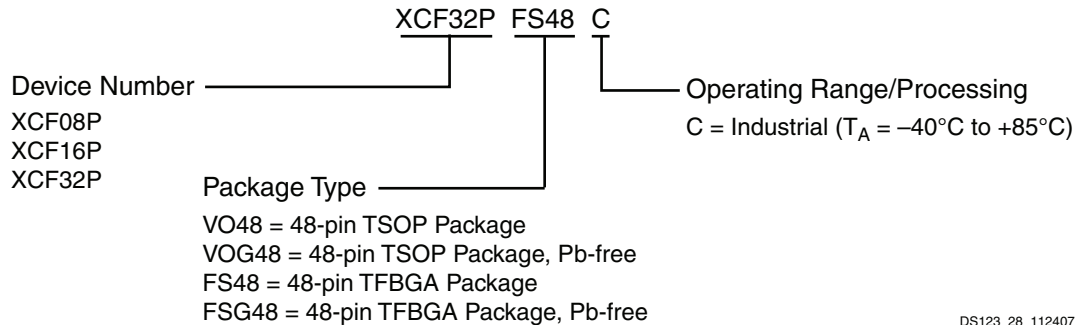 XCF32P FS48 C
Device Number
XCF08P
XCF16P
XCF32P
Operating Range/Processing
C = Industrial (TA = –40°C to +85°C)
Package Type
VO48 = 48-pin TSOP Package
VOG48 = 48-pin TSOP Package, Pb-free
FS48 = 48-pin TFBGA Package
FSG48 = 48-pin TFBGA Package, Pb-free
DS123_28_112407